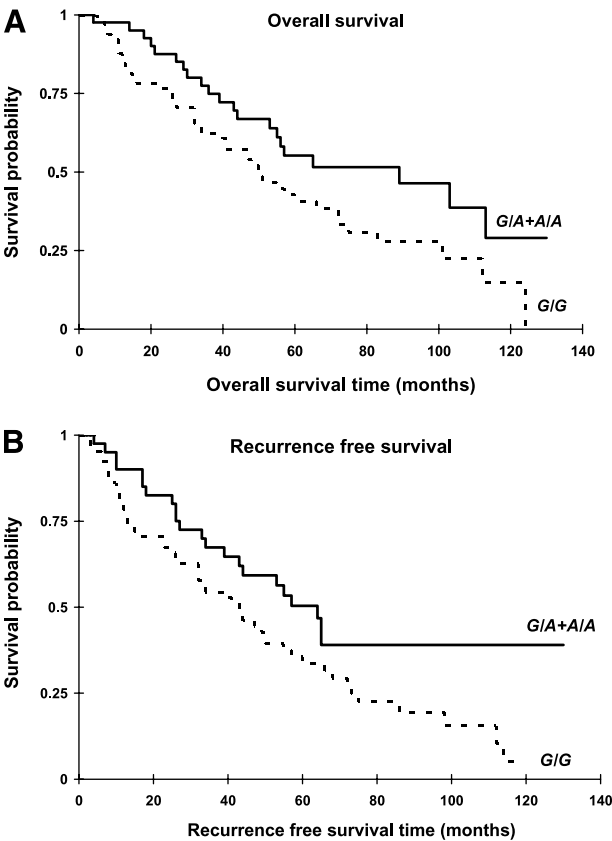 A
Overall survival
Survival probability
1
0.75
0.5
0.25
0
G/A+A/A
G/G
20 40 60 80 100 120 140
Overall survival time (months)
B
Recurrence free survival
Survival probability
1
0.75
0.5
0.25
0
G/A+A/A
G/G
20 40 60 80 100 120 140
Recurrence free survival time (months)